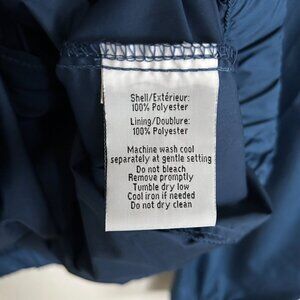 Shell/Extérieur:
100% Polyester
Lining/Doublure:
100% Polyester
Machine wash cool
separately at gentle setting
Do not bleach
Remove promptly
Tumble dry low
Cool iron if needed
Do not dry clean